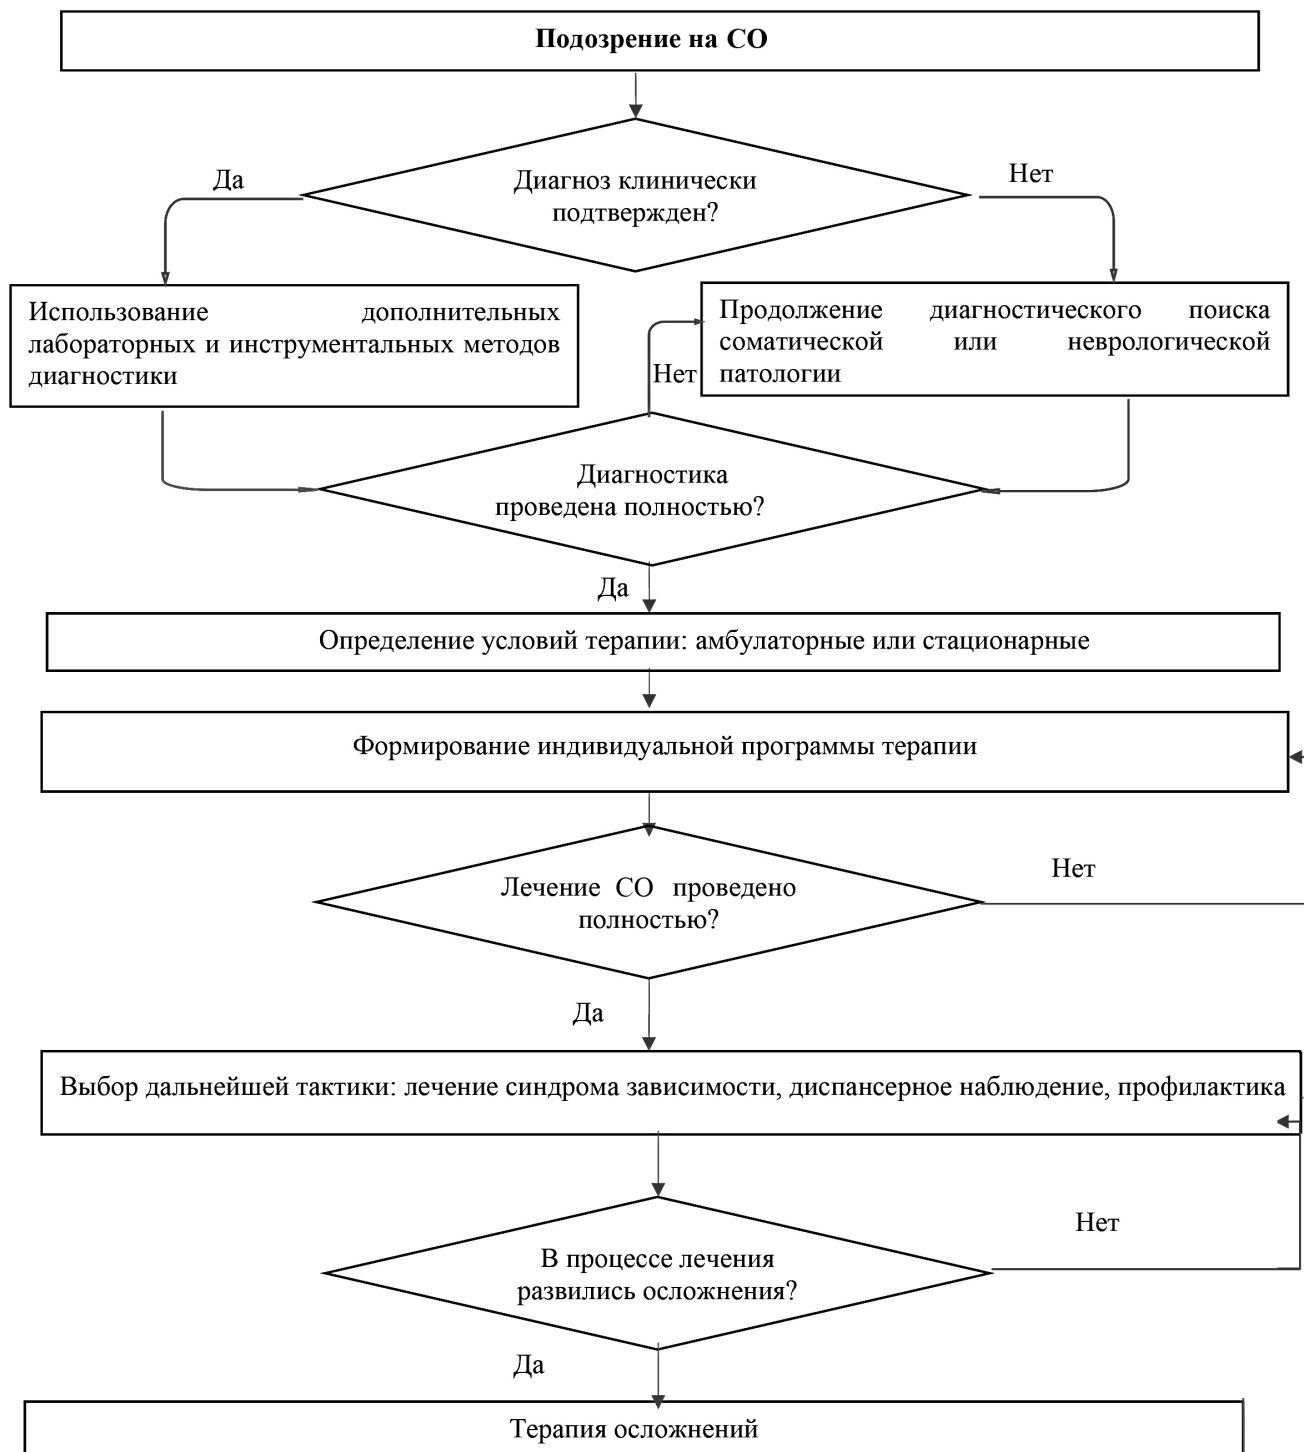 Подозрение на СО
Диагноз клинически
подтвержден?
Да
Нет
Использование дополнительных
лабораторных и инструментальных методов
диагностики
Продолжение диагностического поиска
соматической или неврологической
патологии
Нет
Диагностика
проведена полностью?
Да
Определение условий терапии: амбулаторные или стационарные
Формирование индивидуальной программы терапии
Лечение СО проведено
полностью?
Нет
Да
Выбор дальнейшей тактики: лечение синдрома зависимости, диспансерное наблюдение, профилактика
В процессе лечения
развились осложнения?
Нет
Да
Терапия осложнений